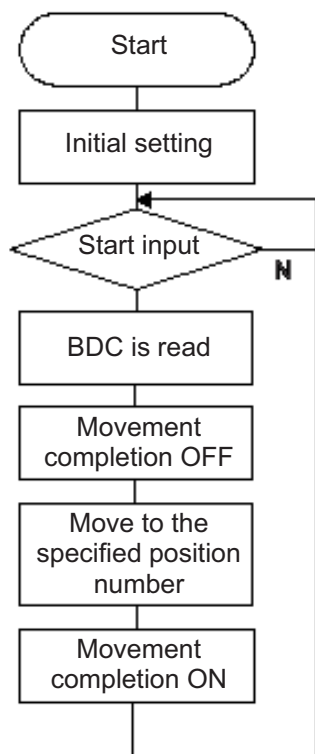 Start
Initial setting
Start input
N
BDC is read
Movement
completion OFF
Move to the
specified position
number
Movement
completion ON